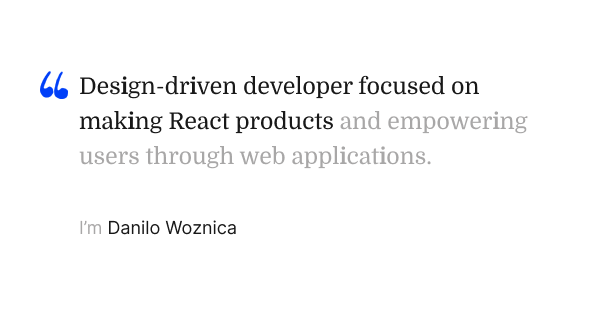 “ Design-driven developer focused on
making React products and empowering
users through web applications.
I’m Danilo Woznica